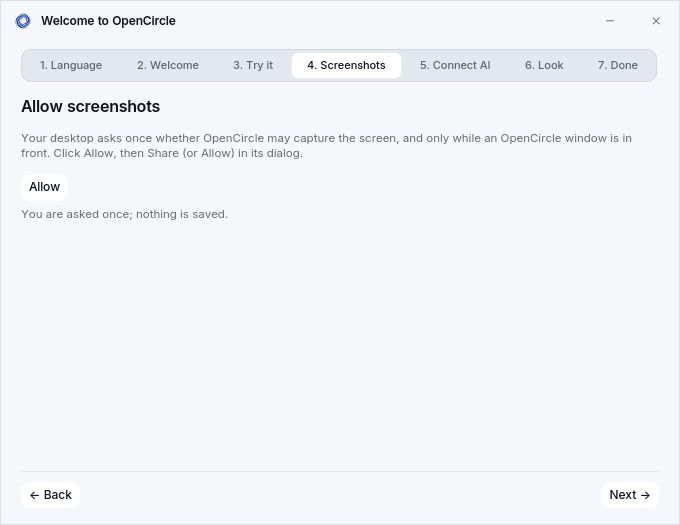 Welcome to OpenCircle
1. Language
2. Welcome
3. Try it
4. Screenshots
5. Connect AI
6. Look
7. Done
Allow screenshots
Your desktop asks once whether OpenCircle may capture the screen, and only while an OpenCircle window is in
front. Click Allow, then Share (or Allow) in its dialog.
Allow
You are asked once; nothing is saved.
← Back
Next →